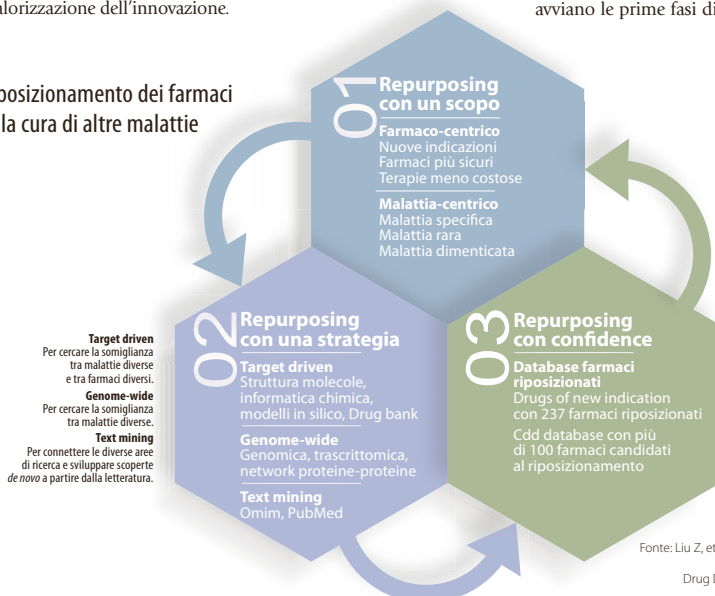 alorizzazione dell'innovazione.
avviano le prime fasi di
posizionamento dei farmaci
la cura di altre malattie
01
Repurposing
con un scopo
Farmaco-centrico
Nuove indicazioni
Farmaci più sicuri
Terapie meno costose
Malattia-centrico
Malattia specifica
Malattia rara
Malattia dimenticata
Target driven
Per cercare la somiglianza
tra malattie diverse
e tra farmaci diversi.
Genome-wide
Per cercare la somiglianza
tra malattie diverse.
Text mining
Per connettere le diverse aree
di ricerca e sviluppare scoperte
de novo a partire dalla letteratura.
02
Repurposing
con una strategia
Target driven
Struttura molecole,
informatica chimica,
modelli in silico, Drug bank
Genome-wide
Genomica, trascrittomica,
network proteine-proteine
Text mining
Omim, PubMed
03
Repurposing
con confidence
Database farmaci
riposizionati
Drugs of new indication
con 237 farmaci riposizionati
Cdd database con più
di 100 farmaci candidati
al riposizionamento
Fonte: Liu Z, et
Drug D